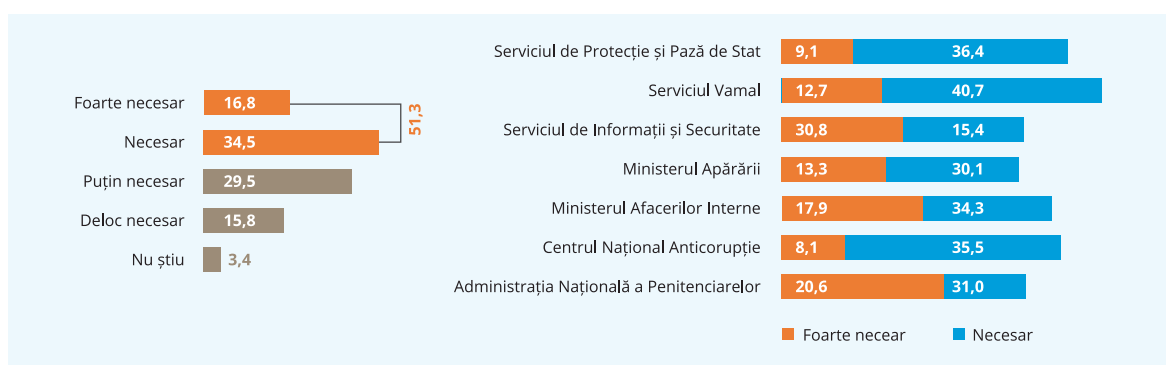 Foarte necesar 16,8
Necesar 34,5
51,3
Puțin necesar 29,5
Deloc necesar 15,8
Nu știu 3,4
Serviciul de Protecție și Pază de Stat 9,1 36,4
Serviciul Vamal 12,7 40,7
Serviciul de Informații și Securitate 30,8 15,4
Ministerul Apărării 13,3 30,1
Ministerul Afacerilor Interne 17,9 34,3
Centrul Național Anticorupție 8,1 35,5
Administrația Națională a Penitenciarelor 20,6 31,0
Foarte necear Necesar